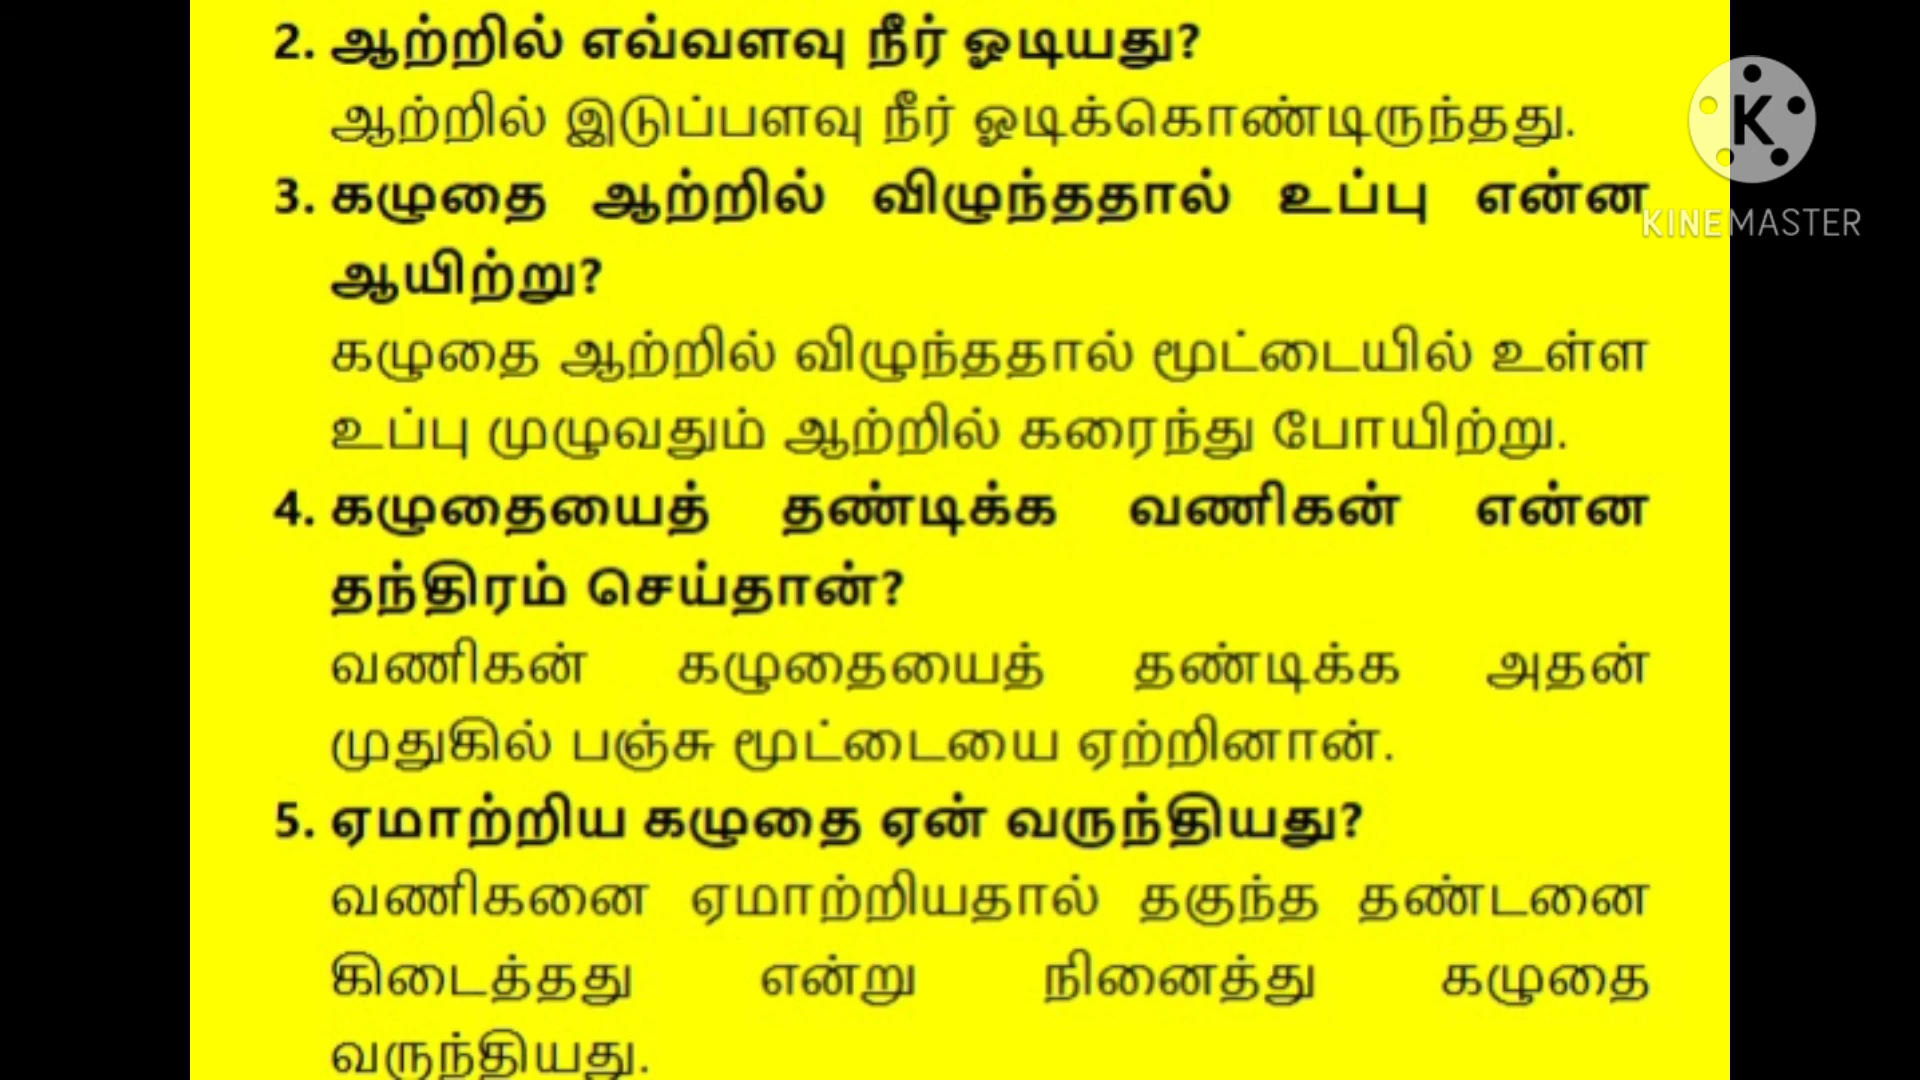 2. ஆற்றில் எவ்வளவு நீர் ஓடியது?
ஆற்றில் இடுப்பளவு நீர் ஓடிக்கொண்டிருந்தது.
3. கழுதை ஆற்றில் விழுந்ததால் உப்பு என்ன
ஆயிற்று?
கழுதை ஆற்றில் விழுந்ததால் மூட்டையில் உள்ள
உப்பு முழுவதும் ஆற்றில் கரைந்து போயிற்று.
4. கழுதையைத் தண்டிக்க வணிகன் என்ன
தந்திரம் செய்தான்?
வணிகன் கழுதையைத் தண்டிக்க அதன்
முதுகில் பஞ்சு மூட்டையை ஏற்றினான்.
5. ஏமாற்றிய கழுதை ஏன் வருந்தியது?
வணிகனை ஏமாற்றியதால் தகுந்த தண்டனை
கிடைத்தது என்று நினைத்து கழுதை
வருந்தியது.
K
KINEMASTER